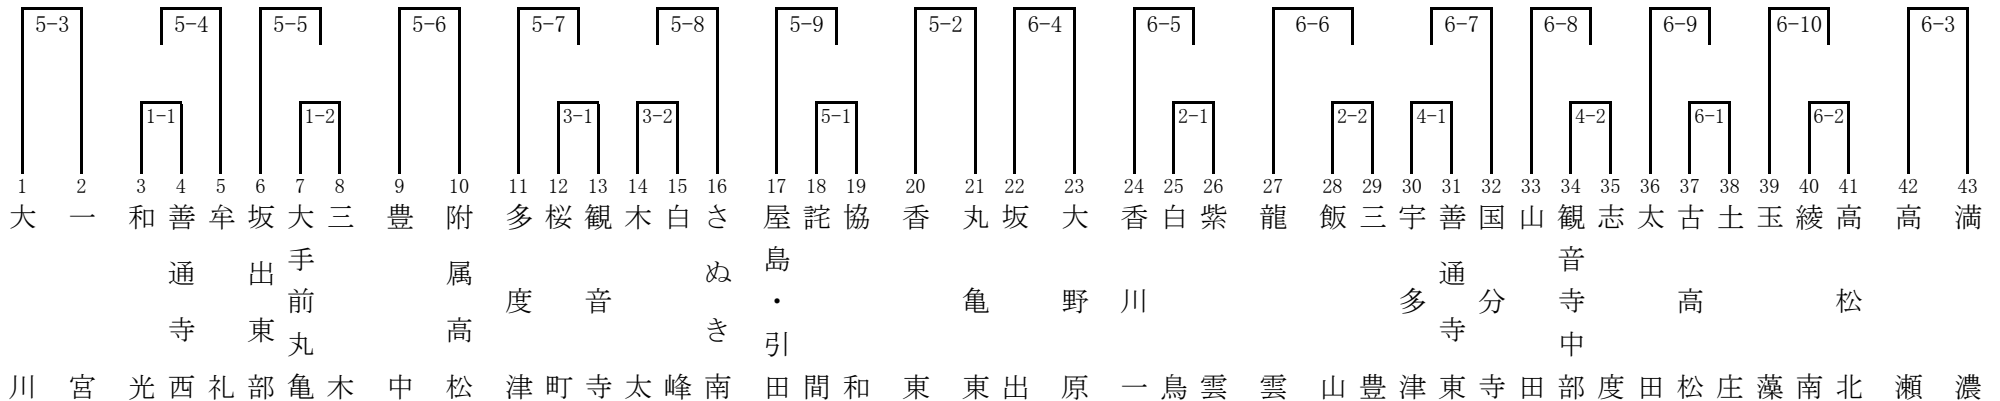 5-3 5-4 5-5 5-6 5-7 5-8 5-9 5-2 6-4 6-5 6-6 6-7 6-8 6-9 6-10 6-3
1-1 1-2 3-1 3-2 5-1 2-1 2-2 4-1 4-2 6-1 6-2
1 2 3 4 5 6 7 8 9 10 11 12 13 14 15 16 17 18 19 20 21 22 23 24 25 26 27 28 29 30 31 32 33 34 35 36 37 38 39 40 41 42 43
大川
一宮
和光
善通寺西
牟礼
坂出東部
大手前丸亀
三木
豊中
附属高松
多度津
桜町
観音寺
木太
白峰
さぬき南
屋島・引田
詫間
協和
香東
丸亀東
坂出
大野原
香川一
白鳥
紫雲
龍雲
飯山
三豊
宇多津
善通寺東
国分寺
山田
観音寺中部
志度
太田
古高松
土庄
玉藻
綾南
高松北
高瀬
満濃